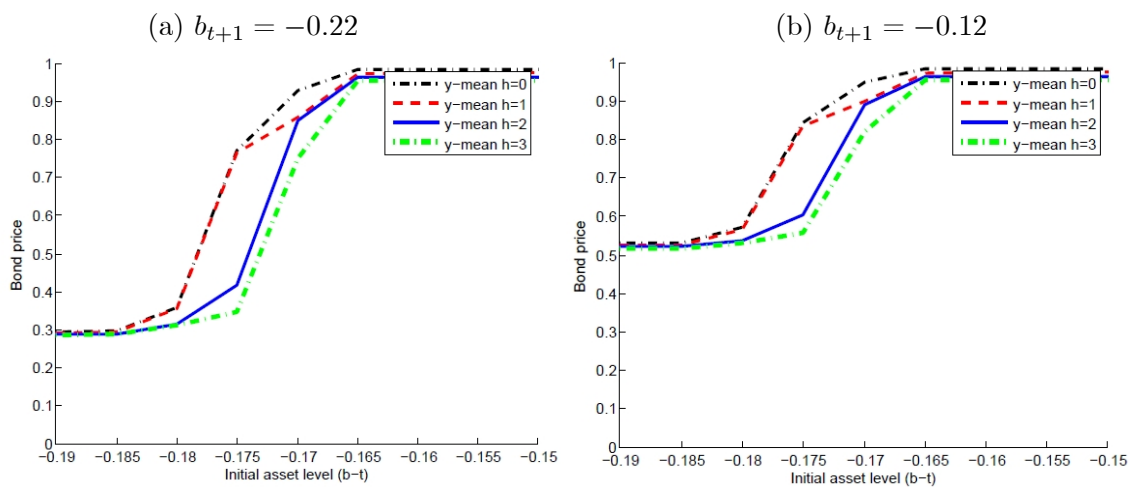 (a) b_{t+1} = −0.22
1
0.9
0.8
0.7
0.6
0.5
0.4
0.3
0.2
0.1
0
Bond price
−0.19 −0.185 −0.18 −0.175 −0.17 −0.165 −0.16 −0.155 −0.15
Initial asset level (b−t)
y−mean h=0
y−mean h=1
y−mean h=2
y−mean h=3
(b) b_{t+1} = −0.12
1
0.9
0.8
0.7
0.6
0.5
0.4
0.3
0.2
0.1
0
Bond price
−0.19 −0.185 −0.18 −0.175 −0.17 −0.165 −0.16 −0.155 −0.15
Initial asset level (b−t)
y−mean h=0
y−mean h=1
y−mean h=2
y−mean h=3